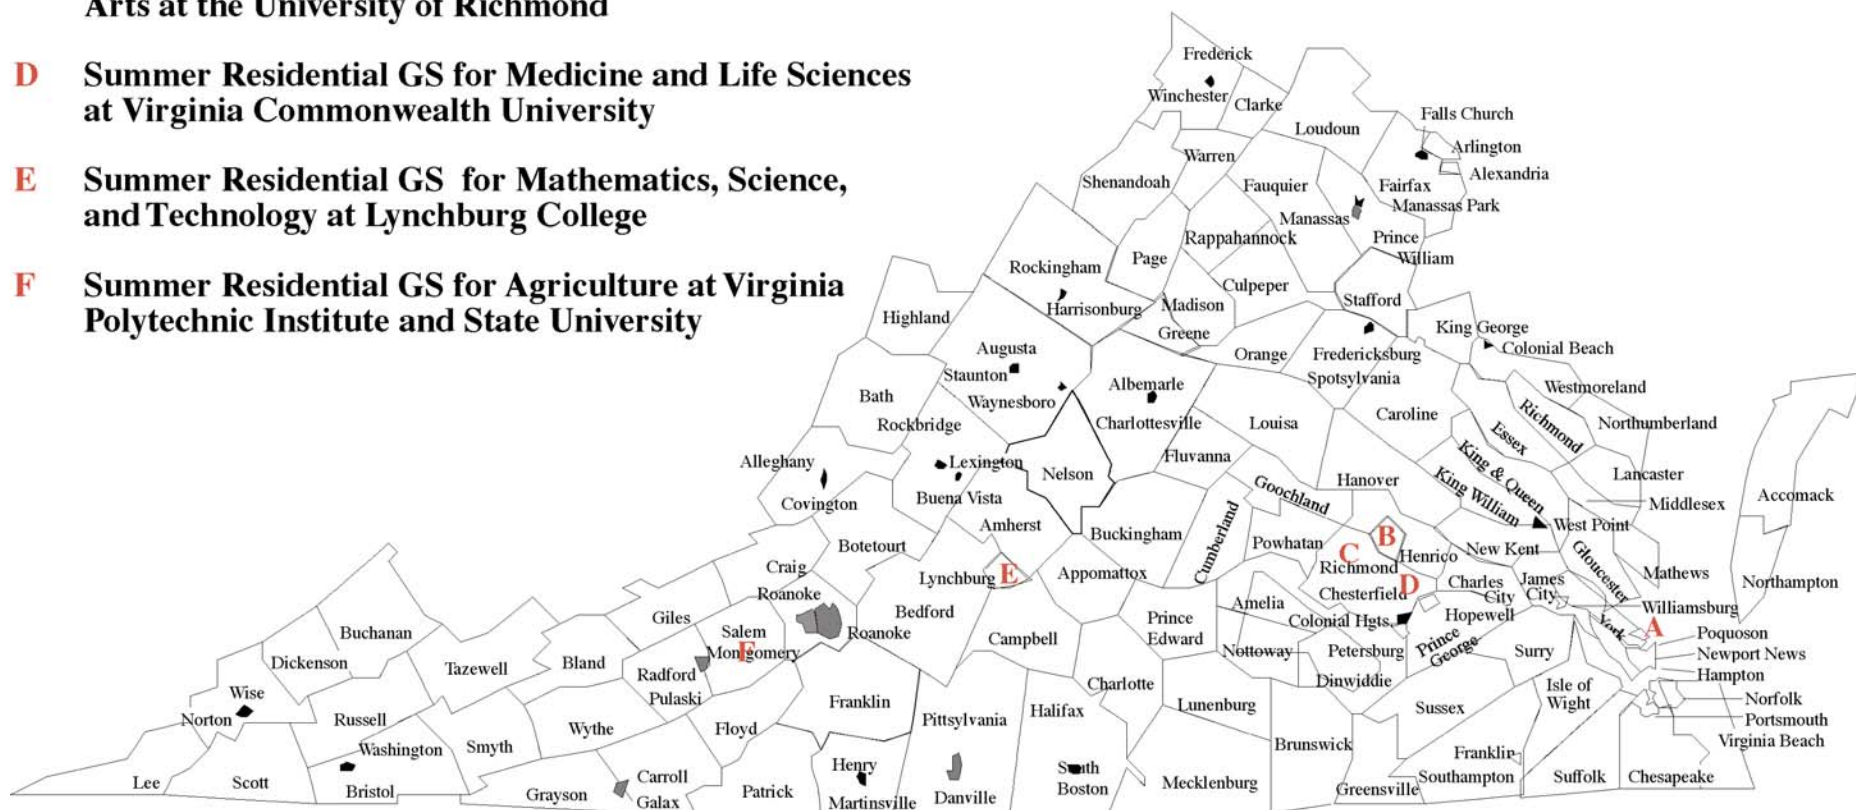 Arts at the University of Richmond
D Summer Residential GS for Medicine and Life Sciences
at Virginia Commonwealth University
E Summer Residential GS for Mathematics, Science,
and Technology at Lynchburg College
F Summer Residential GS for Agriculture at Virginia
Polytechnic Institute and State University
Frederick
Winchester
Clarke
Loudoun
Falls Church
Arlington
Alexandria
Warren
Shenandoah
Fauquier
Fairfax
Manassas Park
Manassas
Rappahannock
Prince
William
Page
Rockingham
Culpeper
Stafford
Madison
Harrisonburg
Greene
Highland
King George
Colonial Beach
Augusta
Orange
Fredericksburg
Staunton
Spotsylvania
Albemarle
Westmoreland
Waynesboro
Bath
Caroline
Richmond
Northumberland
Charlottesville
Louisa
Rockbridge
Essex
Fluvanna
Alleghany
Lexington
Nelson
Hanover
King & Queen
Lancaster
Goochland
King William
Accomack
Buena Vista
Covington
Middlesex
Amherst
Buckingham
Cumberland
B
West Point
Powhatan
C
Henrico
New Kent
Botetourt
Gloucester
Craig
Richmond
Lynchburg
E
Appomattox
Mathews
Northampton
D
Charles
City
James
City
Roanoke
Chesterfield
Amelia
Williamsburg
Bedford
Giles
Prince
Edward
Colonial Hgts.
Hopewell
York
A
Buchanan
Salem
Roanoke
Campbell
Poquoson
Montgomery
F
Nottoway
Petersburg
Prince
George
Surry
Newport News
Dickenson
Tazewell
Bland
Radford
Hampton
Dinwiddie
Pulaski
Charlotte
Isle of
Wight
Wise
Norfolk
Franklin
Lunenburg
Norton
Russell
Pittsylvania
Halifax
Sussex
Portsmouth
Wythe
Floyd
Virginia Beach
Washington
Smyth
Brunswick
Franklin
Henry
South
Boston
Lee
Scott
Carroll
Mecklenburg
Southampton
Suffolk
Chesapeake
Bristol
Grayson
Patrick
Greensville
Galax
Martinsville
Danville